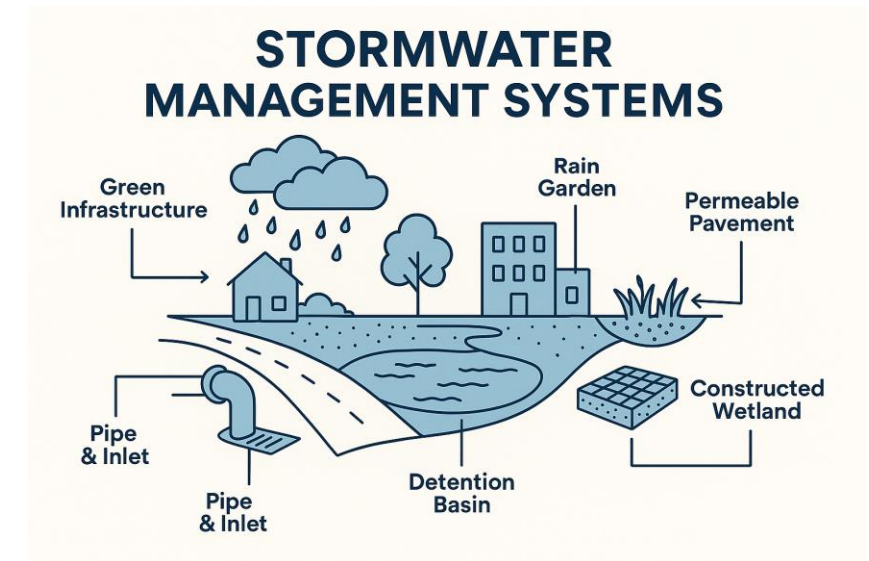 STORMWATER
MANAGEMENT SYSTEMS
Green
Infrastructure
Rain
Garden
Permeable
Pavement
Pipe
& Inlet
Pipe
& Inlet
Detention
Basin
Constructed
Wetland